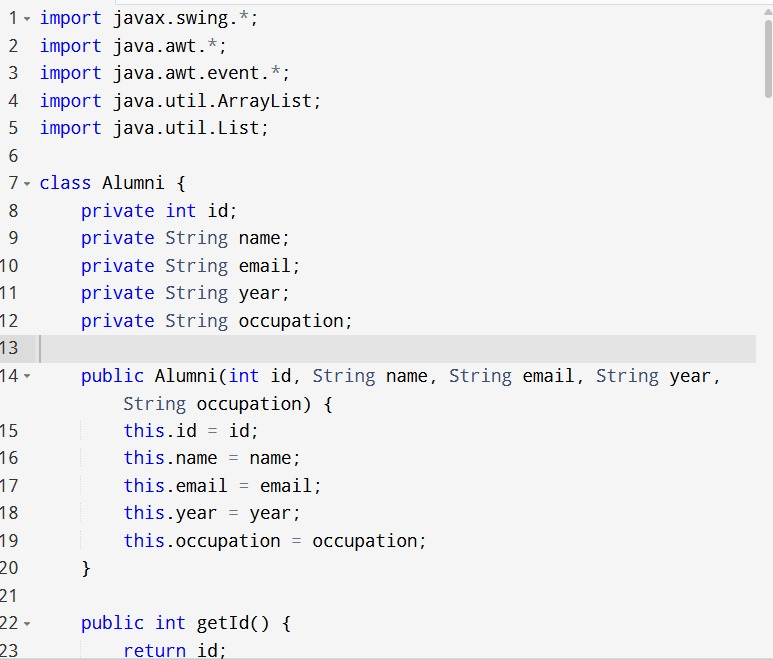 1 import javax.swing.*;
2 import java.awt.*;
3 import java.awt.event.*;
4 import java.util.ArrayList;
5 import java.util.List;
6
7 class Alumni {
8     private int id;
9     private String name;
10     private String email;
11     private String year;
12     private String occupation;
13
14     public Alumni(int id, String name, String email, String year,
        String occupation) {
15         this.id = id;
16         this.name = name;
17         this.email = email;
18         this.year = year;
19         this.occupation = occupation;
20     }
21
22     public int getId() {
23         return id;